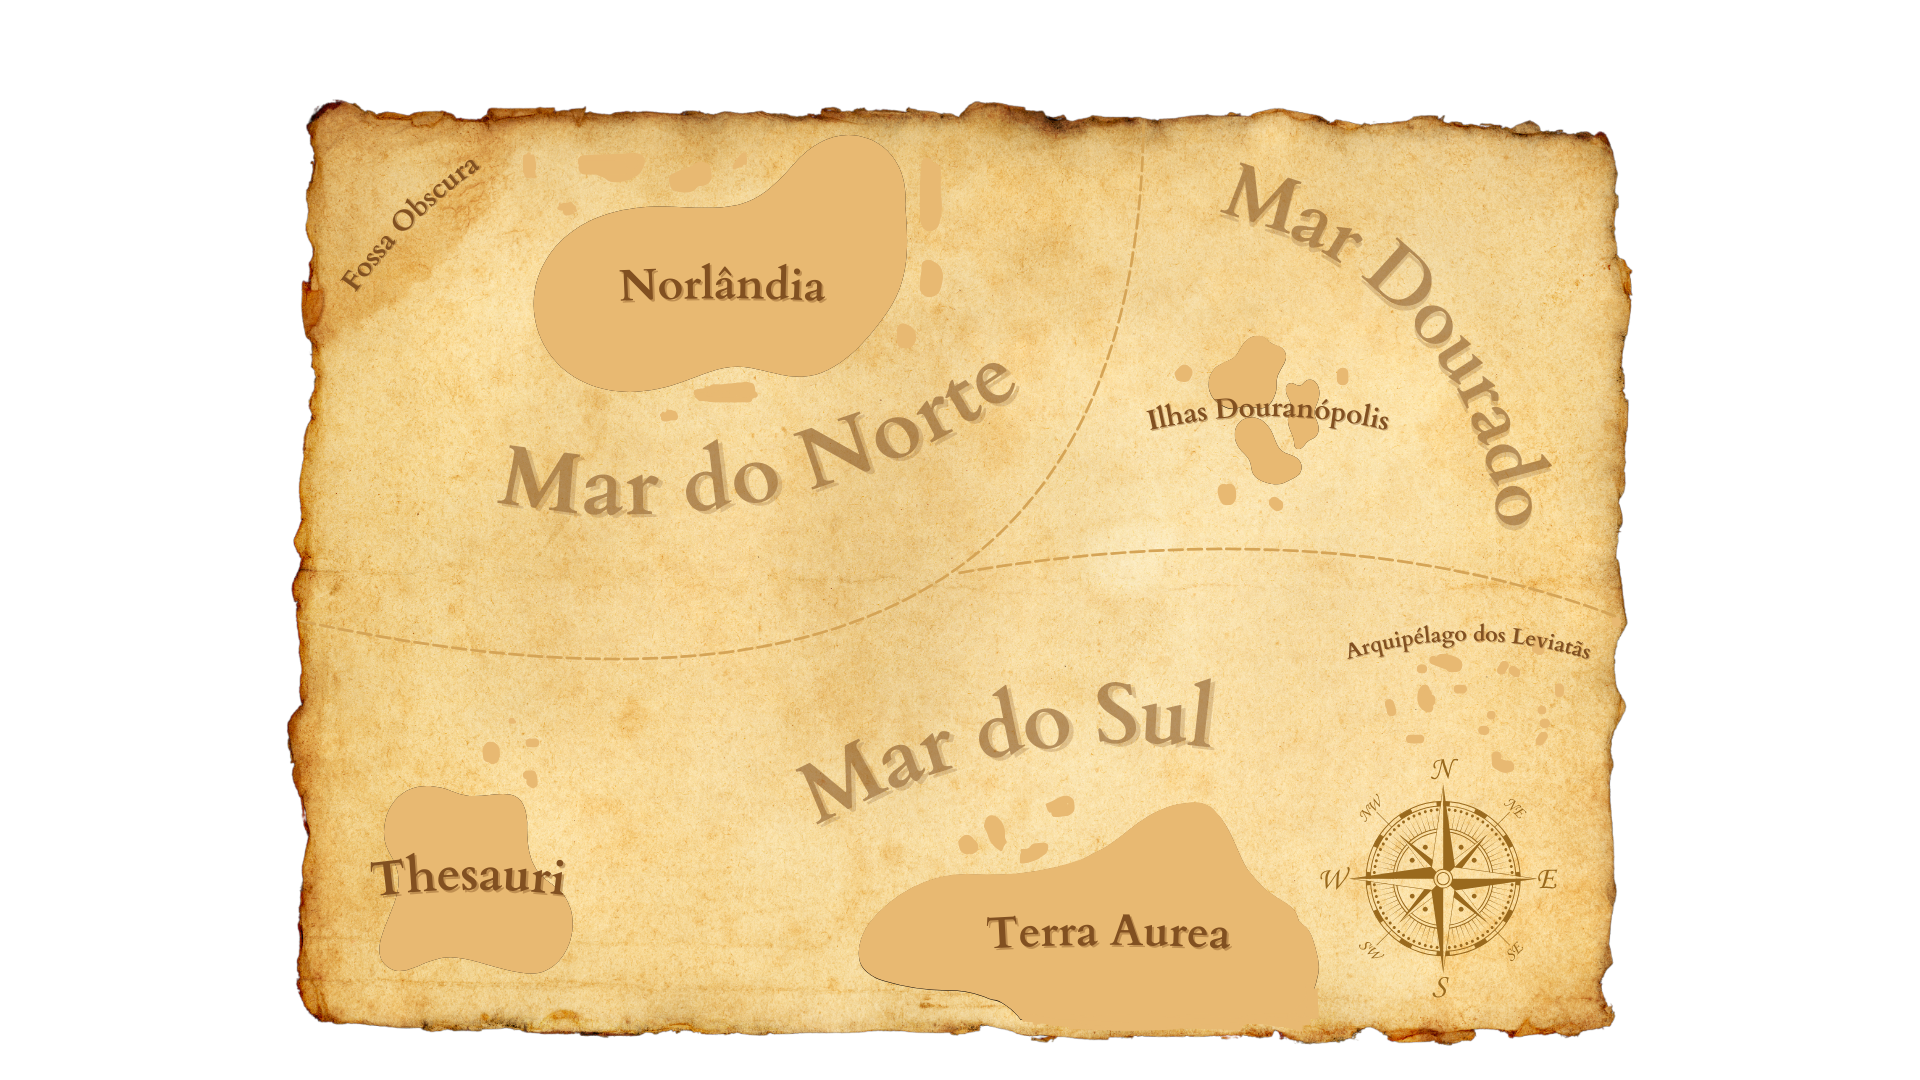 Fossa Obscura
Norlândia
Mar do Norte
Mar Dourado
Ilhas Douranópolis
Arquipélago dos Leviatãs
Mar do Sul
Thesauri
Terra Aurea
N
NW
NE
W
E
SW
SE
S